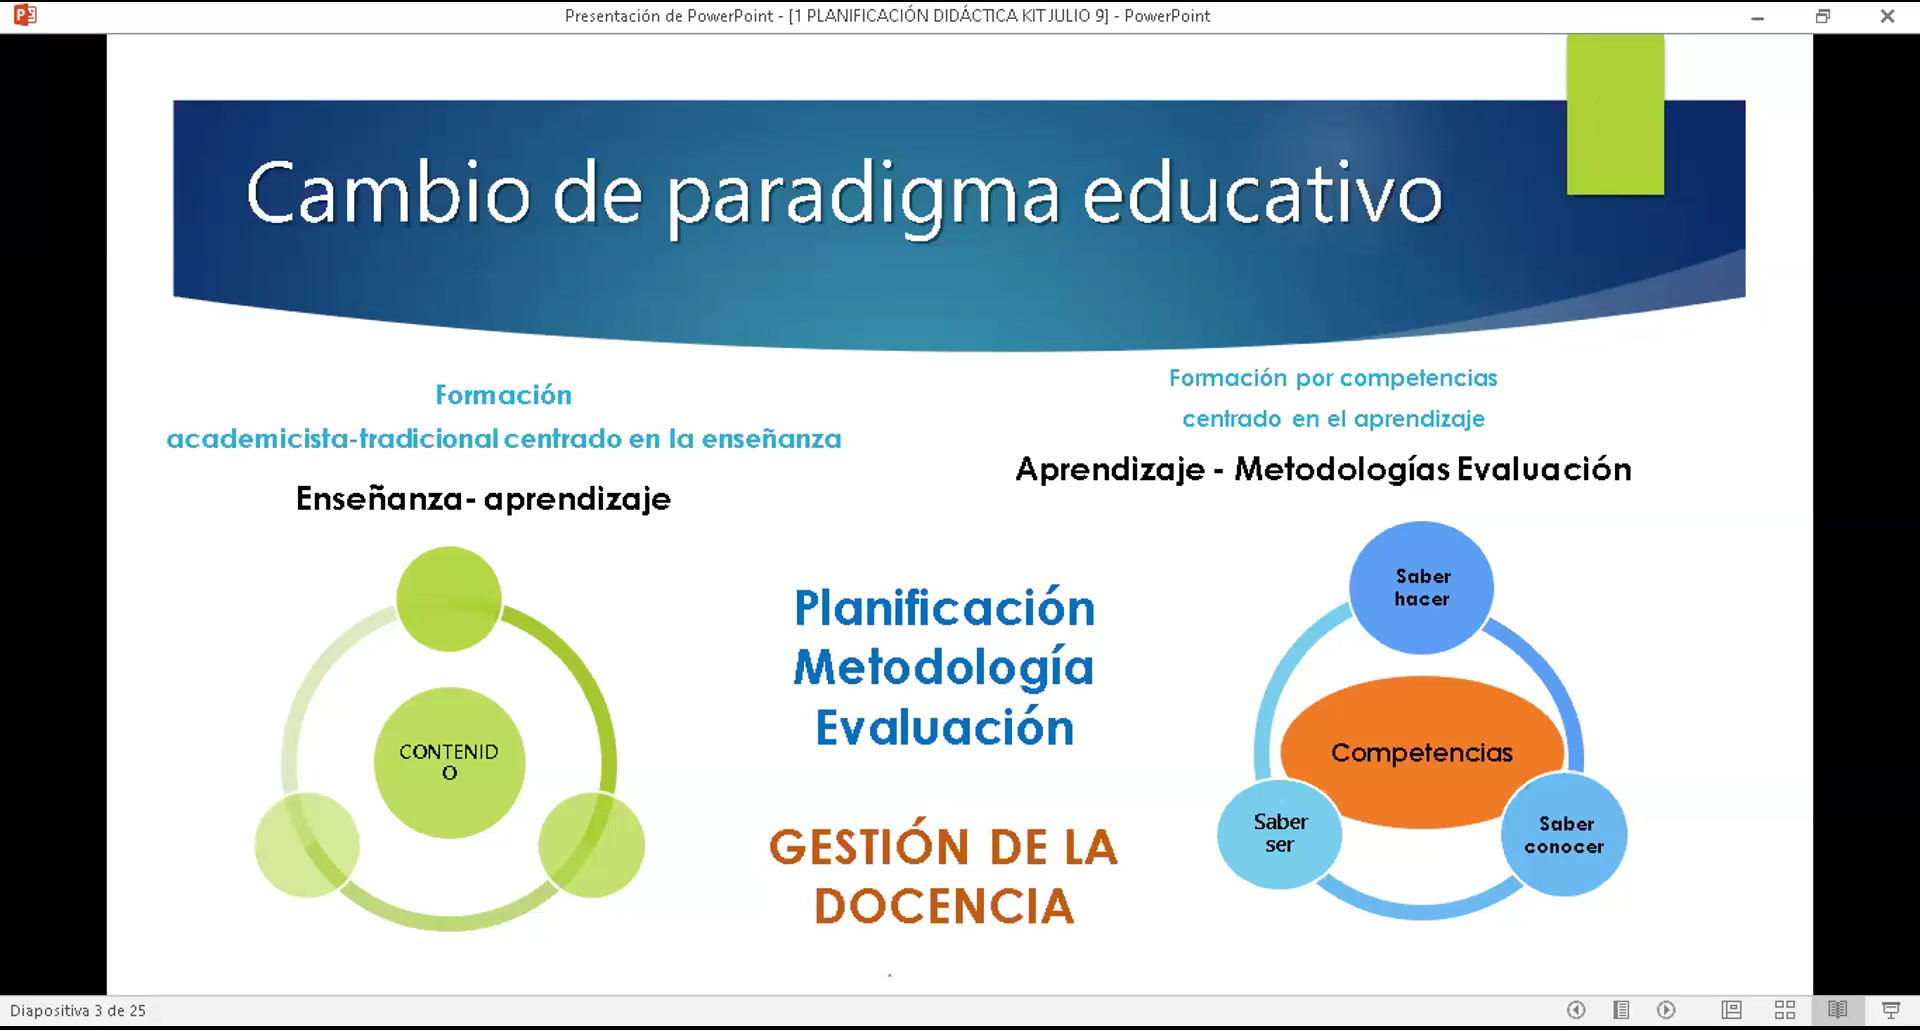 Presentación de PowerPoint - [1 PLANIFICACIÓN DIDÁCTICA KIT JULIO 9] - PowerPoint
Cambio de paradigma educativo
Formación
academicista-tradicional centrado en la enseñanza
Enseñanza- aprendizaje
CONTENID
O
Planificación
Metodología
Evaluación
GESTIÓN DE LA
DOCENCIA
Formación por competencias
centrado en el aprendizaje
Aprendizaje - Metodologías Evaluación
Saber
hacer
Competencias
Saber
ser
Saber
conocer
Diapositiva 3 de 25